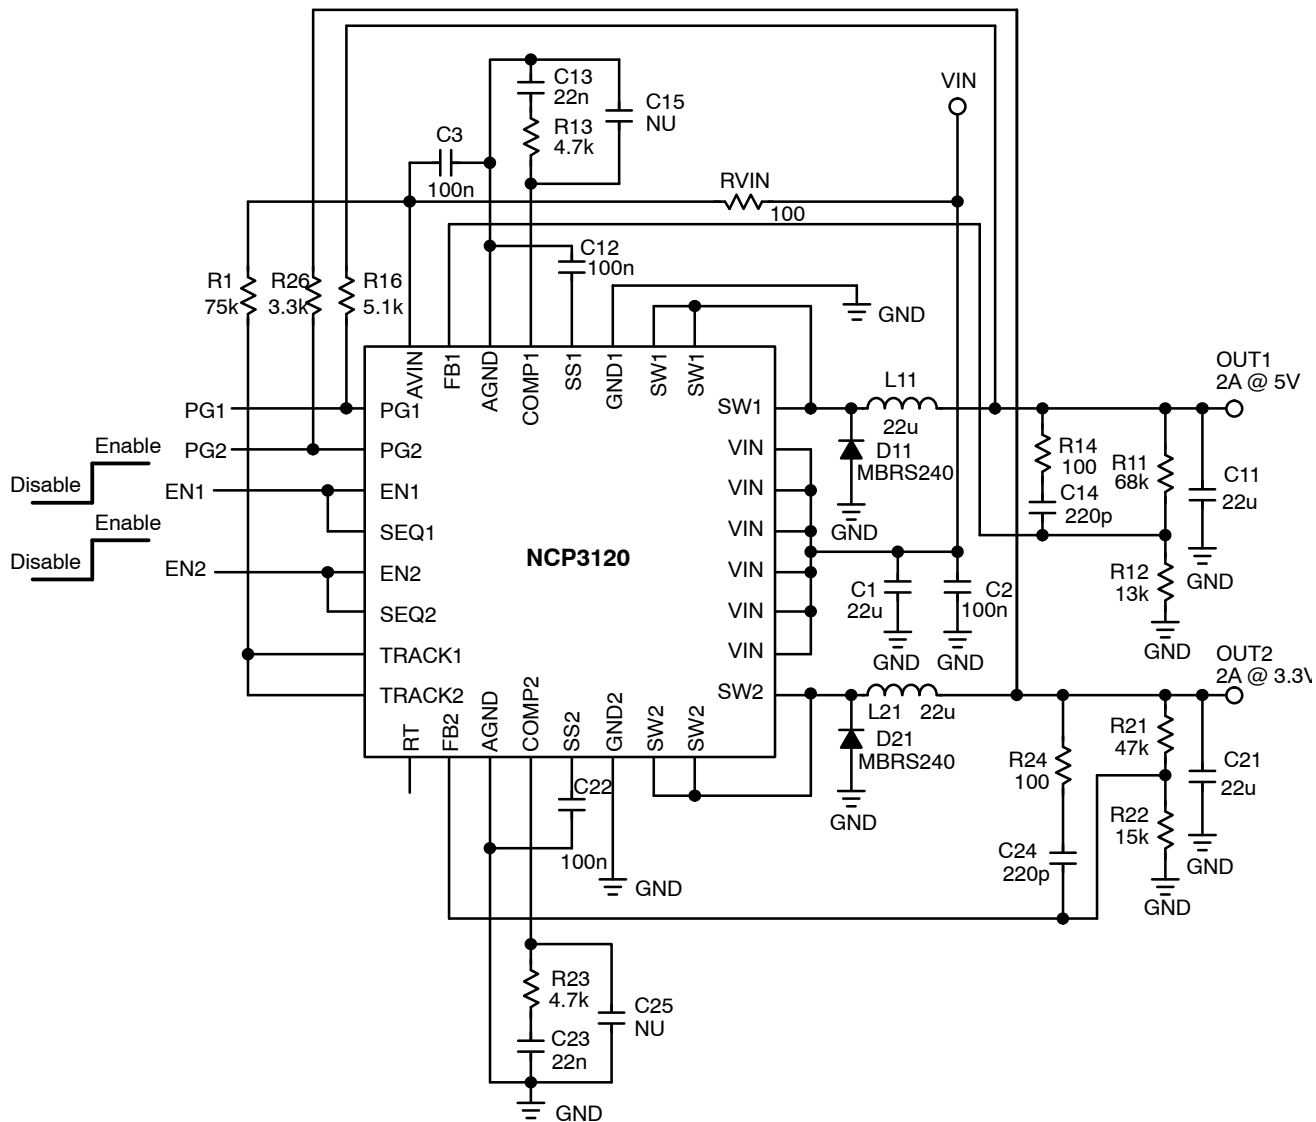 C13
22n
C15
NU
VIN
R13
4.7k
C3
100n
RVIN
100
C12
100n
R1
75k
R26
3.3k
R16
5.1k
GND
AVIN
FB1
AGND
COMP1
SS1
GND1
SW1
SW1
OUT1
2A @ 5V
L11
22u
PG1
PG1
SW1
Enable
PG2
PG2
VIN
D11
MBRS240
R14
100
R11
68k
C11
22u
Disable
EN1
EN1
VIN
C14
220p
GND
Enable
SEQ1
VIN
Disable
EN2
EN2
NCP3120
VIN
GND
R12
13k
C1
22u
C2
100n
SEQ2
VIN
GND
GND
GND
TRACK1
VIN
OUT2
2A @ 3.3V
TRACK2
SW2
L21
22u
RT
FB2
AGND
COMP2
SS2
GND2
SW2
SW2
D21
MBRS240
R21
47k
R24
100
C21
22u
C22
100n
GND
R22
15k
C24
220p
GND
GND
GND
R23
4.7k
C25
NU
C23
22n
GND